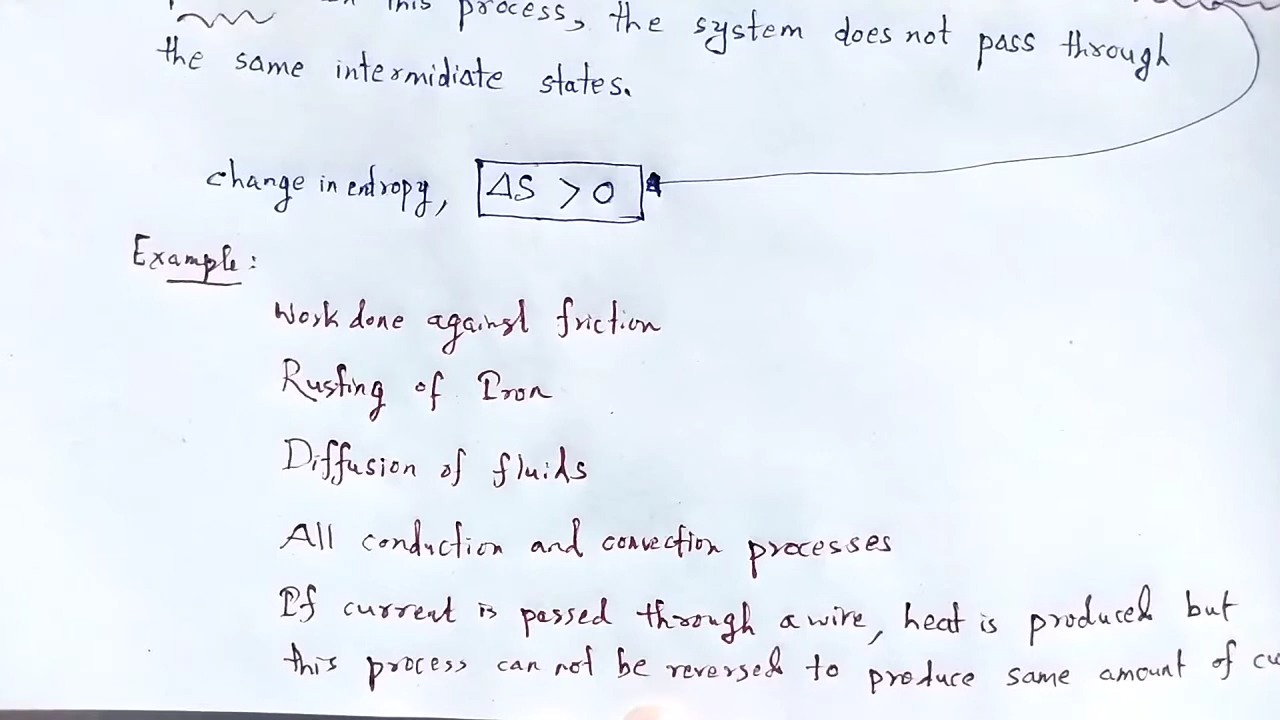 this process, the system does not pass through
the same intermidiate states.
change in entropy, ΔS > 0
Example:
Work done against friction
Rusting of Iron
Diffusion of fluids
All conduction and convection processes
If current is passed through a wire, heat is produced but
this process can not be reversed to produce same amount of